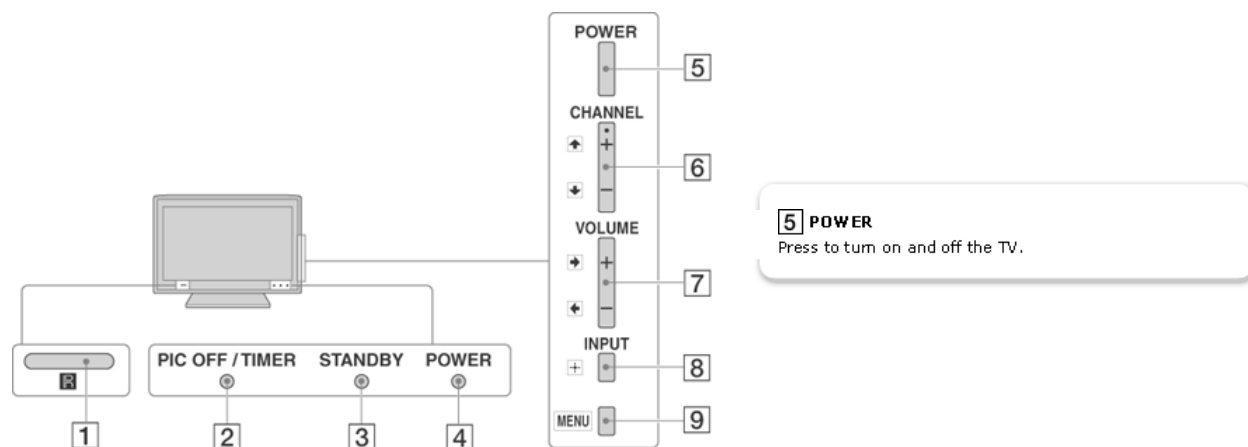 POWER
5
CHANNEL
+
6
−
VOLUME
+
7
−
INPUT
8
MENU
9
R
1
PIC OFF / TIMER STANDBY POWER
2 3 4
5 POWER
Press to turn on and off the TV.